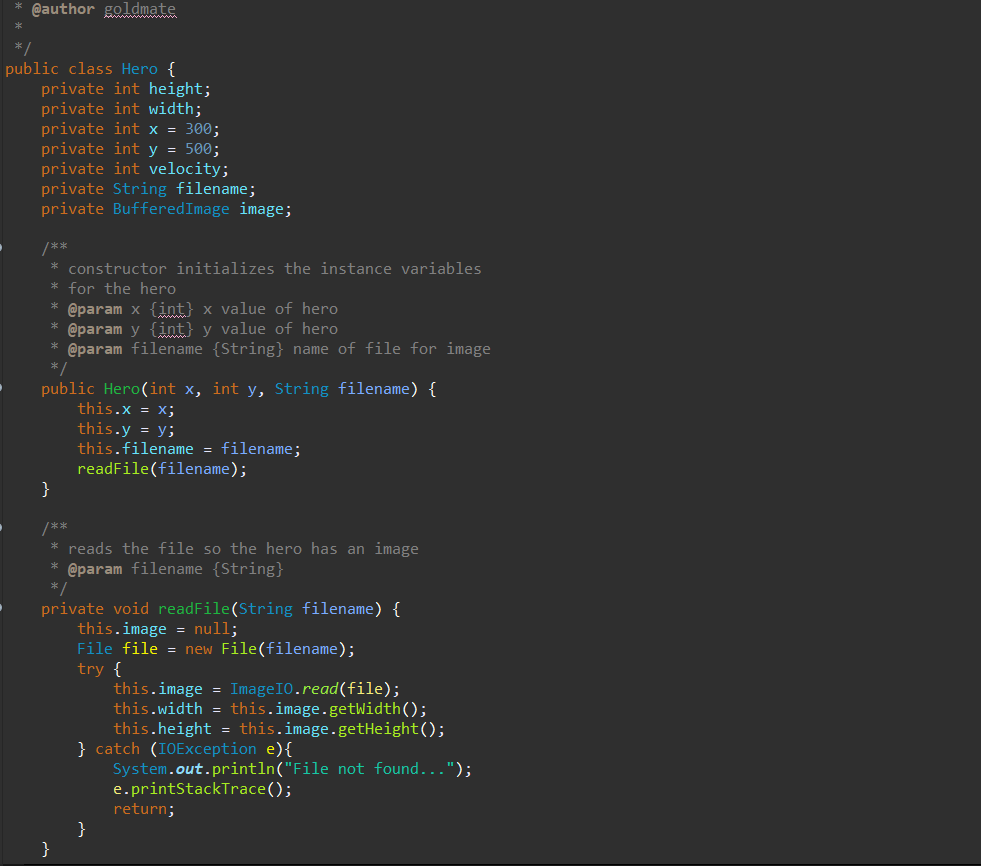 * @author goldmate
 *
 */
public class Hero {
    private int height;
    private int width;
    private int x = 300;
    private int y = 500;
    private int velocity;
    private String filename;
    private BufferedImage image;

    /**
     * constructor initializes the instance variables
     * for the hero
     * @param x {int} x value of hero
     * @param y {int} y value of hero
     * @param filename {String} name of file for image
     */
    public Hero(int x, int y, String filename) {
        this.x = x;
        this.y = y;
        this.filename = filename;
        readFile(filename);
    }

    /**
     * reads the file so the hero has an image
     * @param filename {String}
     */
    private void readFile(String filename) {
        this.image = null;
        File file = new File(filename);
        try {
            this.image = ImageIO.read(file);
            this.width = this.image.getWidth();
            this.height = this.image.getHeight();
        } catch (IOException e){
            System.out.println("File not found...");
            e.printStackTrace();
            return;
        }
    }